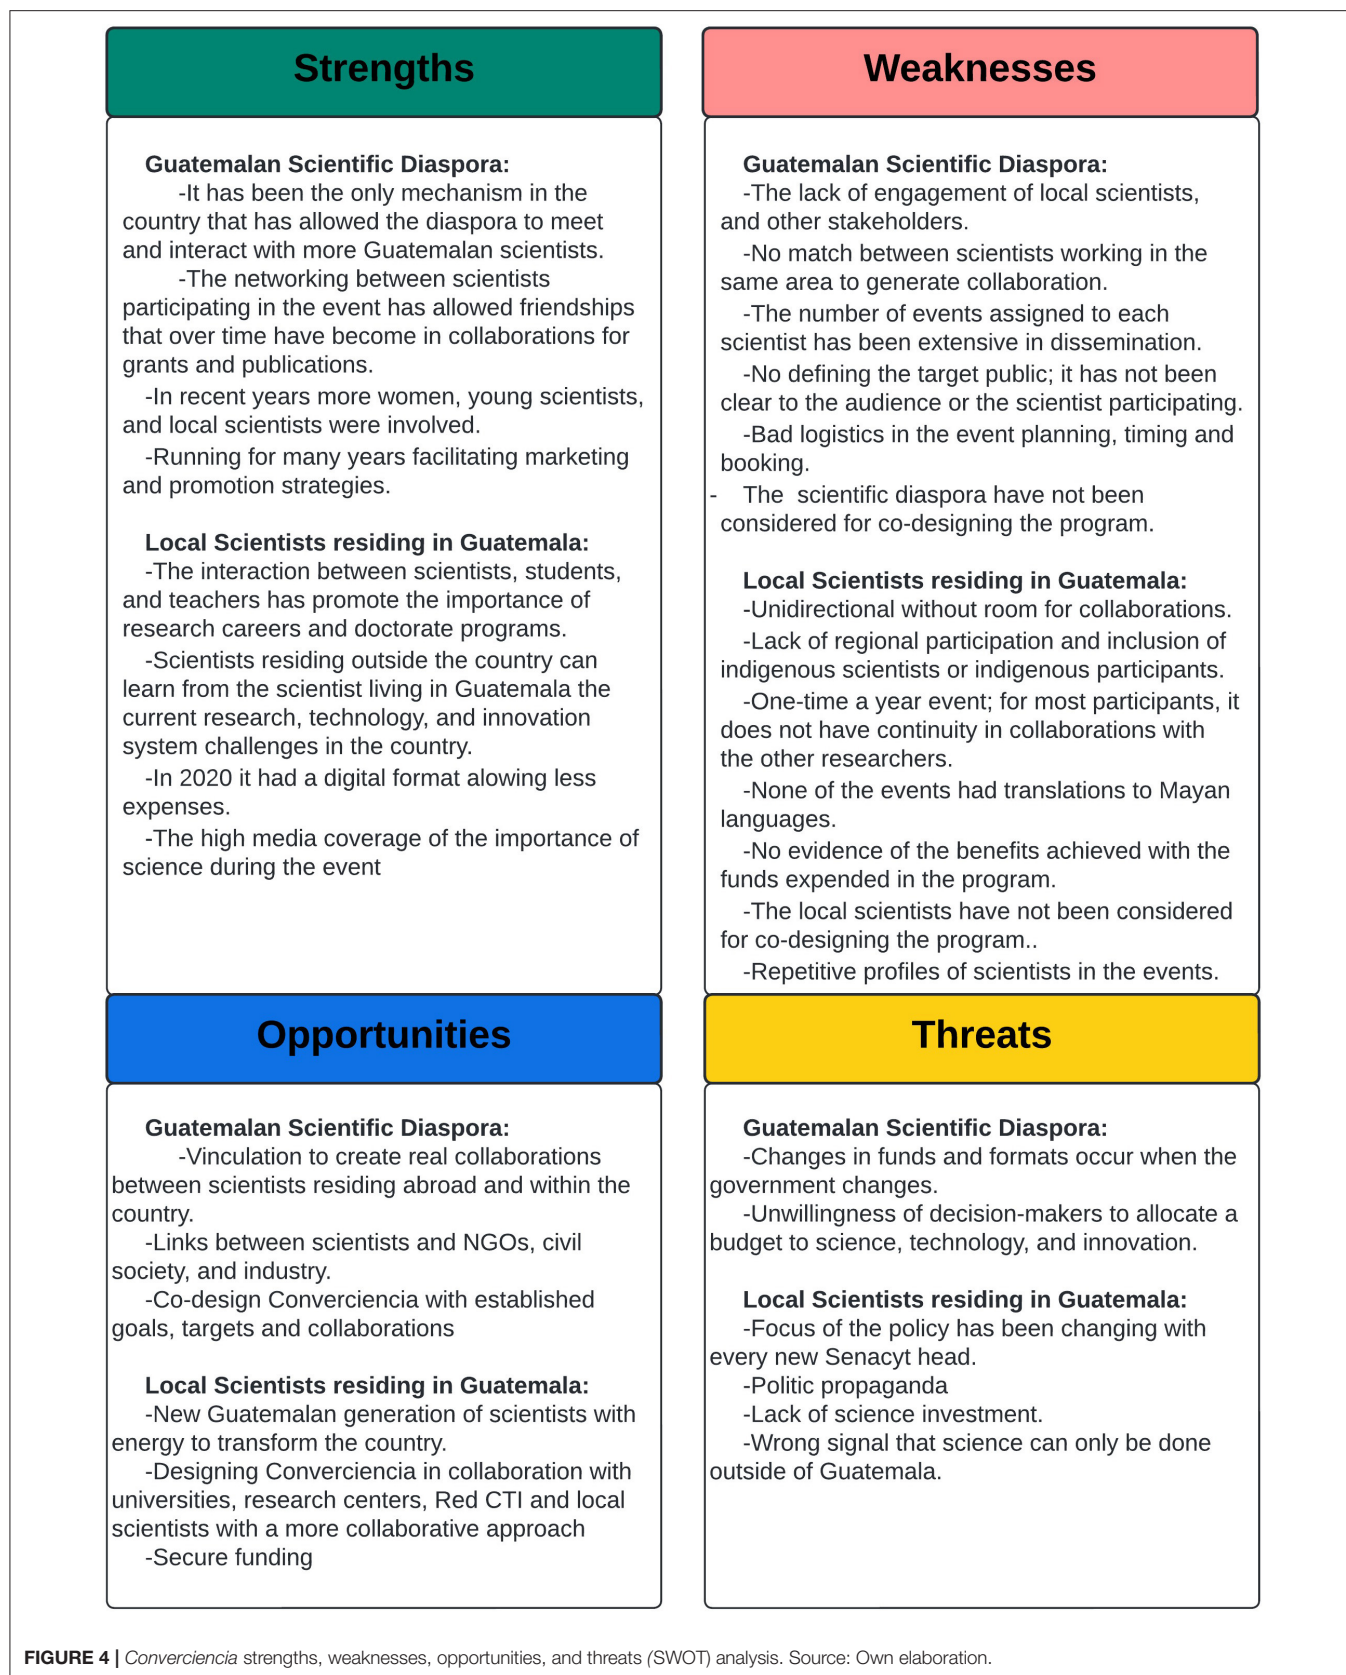 Strengths
Guatemalan Scientific Diaspora:
-It has been the only mechanism in the
country that has allowed the diaspora to meet
and interact with more Guatemalan scientists.
-The networking between scientists
participating in the event has allowed friendships
that over time have become in collaborations for
grants and publications.
-In recent years more women, young scientists,
and local scientists were involved.
-Running for many years facilitating marketing
and promotion strategies.
Local Scientists residing in Guatemala:
-The interaction between scientists, students,
and teachers has promote the importance of
research careers and doctorate programs.
-Scientists residing outside the country can
learn from the scientist living in Guatemala the
current research, technology, and innovation
system challenges in the country.
-In 2020 it had a digital format alowing less
expenses.
-The high media coverage of the importance of
science during the event
Weaknesses
Guatemalan Scientific Diaspora:
-The lack of engagement of local scientists,
and other stakeholders.
-No match between scientists working in the
same area to generate collaboration.
-The number of events assigned to each
scientist has been extensive in dissemination.
-No defining the target public; it has not been
clear to the audience or the scientist participating.
-Bad logistics in the event planning, timing and
booking.
- The scientific diaspora have not been
considered for co-designing the program.
Local Scientists residing in Guatemala:
-Unidirectional without room for collaborations.
-Lack of regional participation and inclusion of
indigenous scientists or indigenous participants.
-One-time a year event; for most participants, it
does not have continuity in collaborations with
the other researchers.
-None of the events had translations to Mayan
languages.
-No evidence of the benefits achieved with the
funds expended in the program.
-The local scientists have not been considered
for co-designing the program..
-Repetitive profiles of scientists in the events.
Opportunities
Guatemalan Scientific Diaspora:
-Vinculation to create real collaborations
between scientists residing abroad and within the
country.
-Links between scientists and NGOs, civil
society, and industry.
-Co-design Converciencia with established
goals, targets and collaborations
Local Scientists residing in Guatemala:
-New Guatemalan generation of scientists with
energy to transform the country.
-Designing Converciencia in collaboration with
universities, research centers, Red CTI and local
scientists with a more collaborative approach
-Secure funding
Threats
Guatemalan Scientific Diaspora:
-Changes in funds and formats occur when the
government changes.
-Unwillingness of decision-makers to allocate a
budget to science, technology, and innovation.
Local Scientists residing in Guatemala:
-Focus of the policy has been changing with
every new Senacyt head.
-Politic propaganda
-Lack of science investment.
-Wrong signal that science can only be done
outside of Guatemala.
FIGURE 4 | Converciencia strengths, weaknesses, opportunities, and threats (SWOT) analysis. Source: Own elaboration.